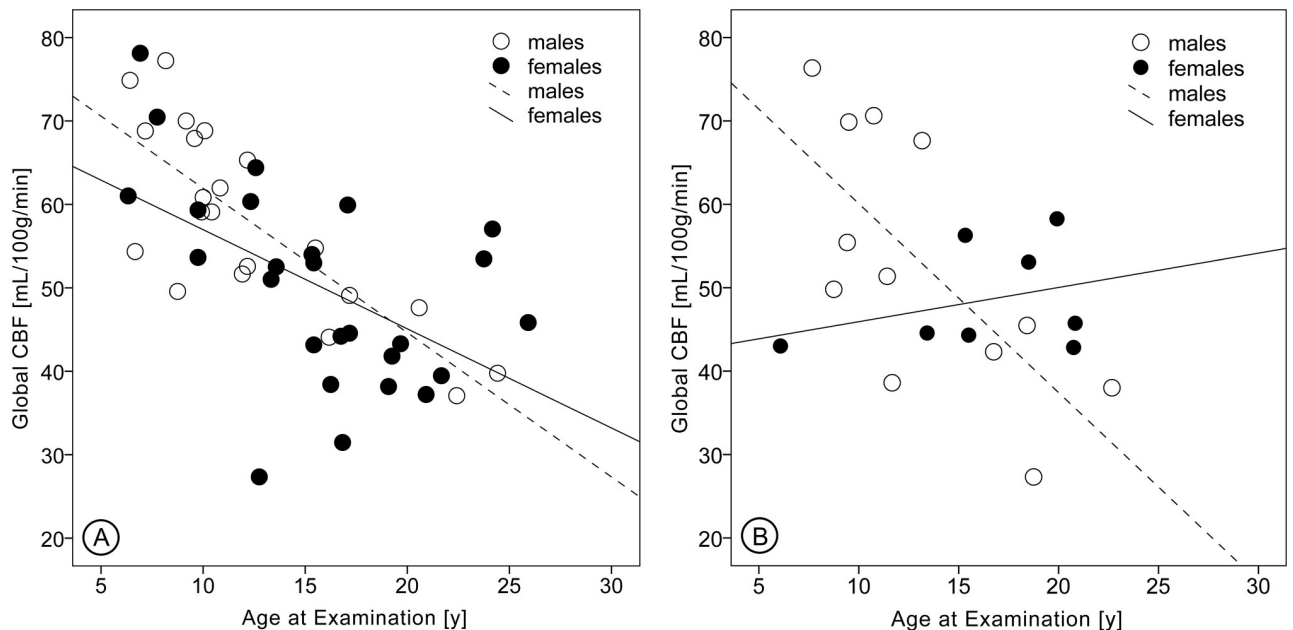 Global CBF [mL/100g/min]
80
70
60
50
40
30
20
males
females
males
females
A
5 10 15 20 25 30
Age at Examination [y]
Global CBF [mL/100g/min]
80
70
60
50
40
30
20
males
females
males
females
B
5 10 15 20 25 30
Age at Examination [y]